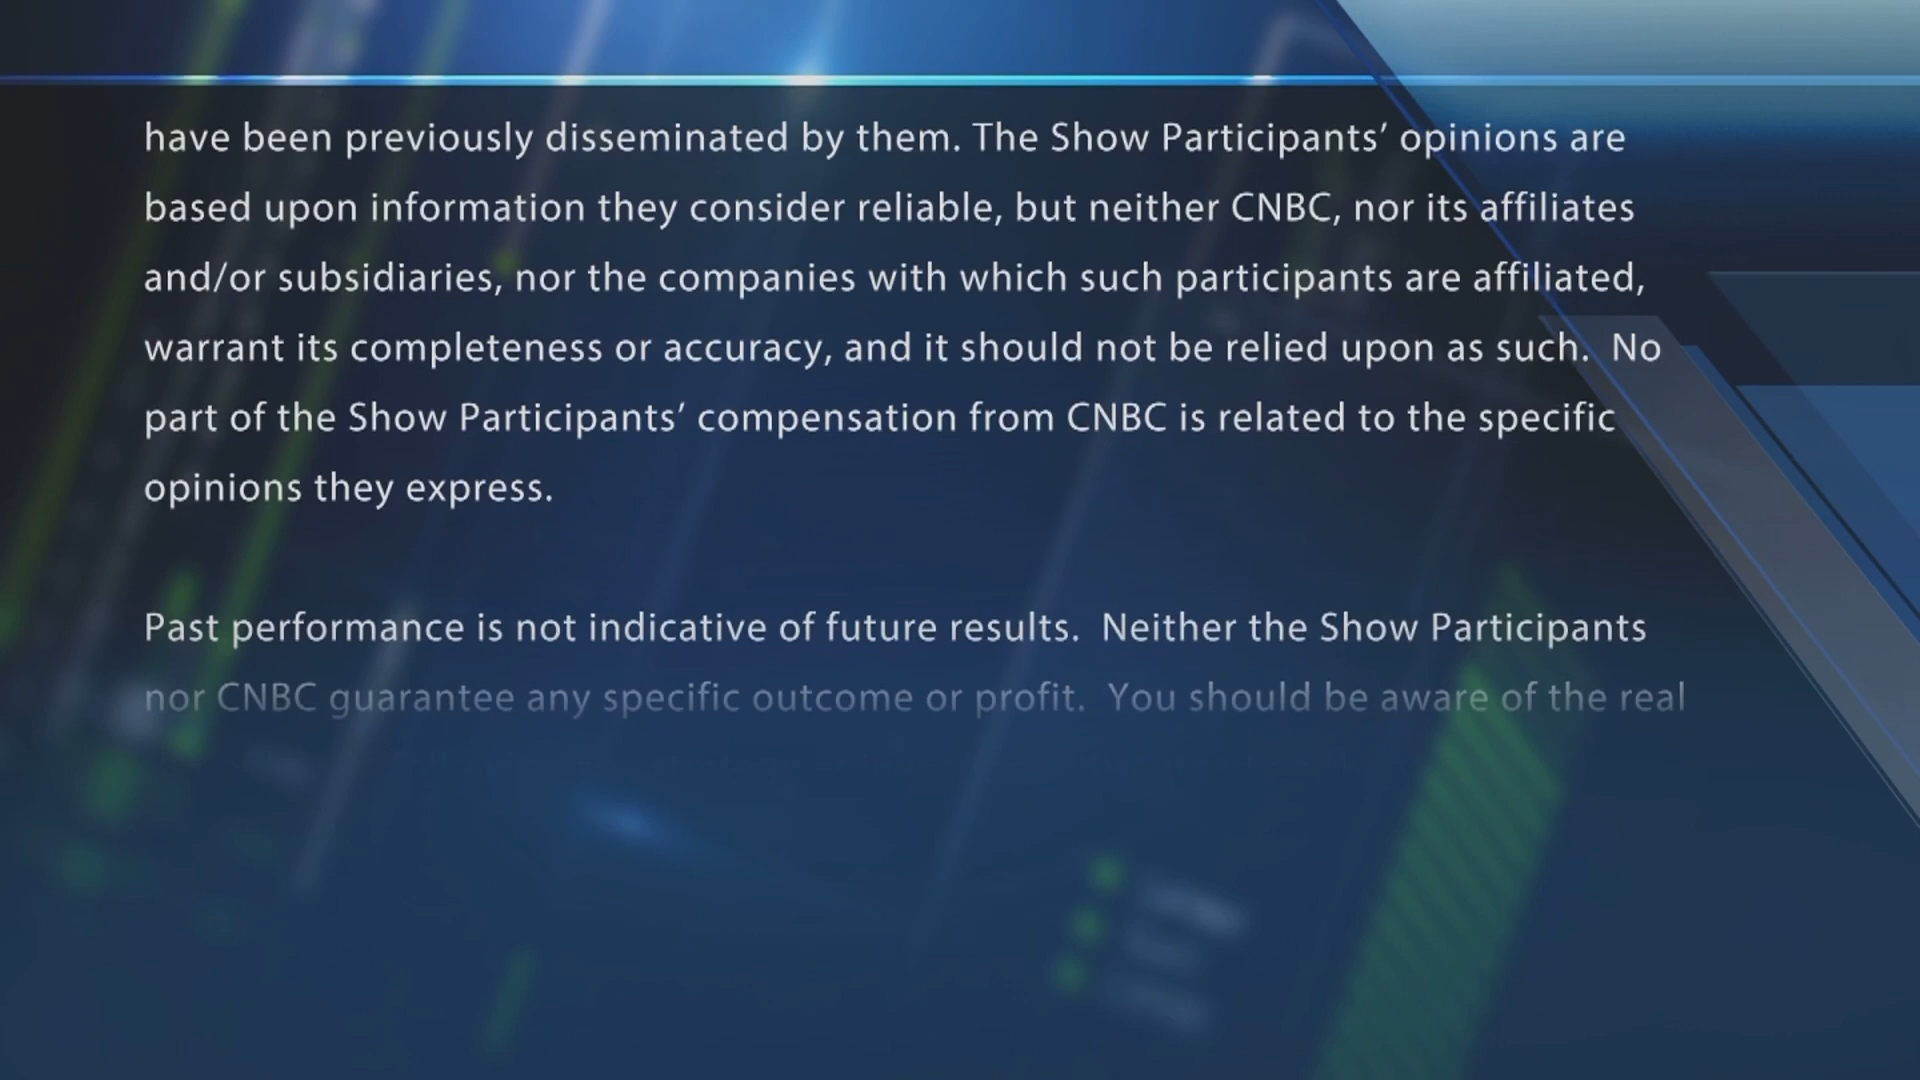 have been previously disseminated by them. The Show Participants’ opinions are
based upon information they consider reliable, but neither CNBC, nor its affiliates
and/or subsidiaries, nor the companies with which such participants are affiliated,
warrant its completeness or accuracy, and it should not be relied upon as such.  No
part of the Show Participants’ compensation from CNBC is related to the specific
opinions they express.
Past performance is not indicative of future results.  Neither the Show Participants
nor CNBC guarantee any specific outcome or profit.  You should be aware of the real